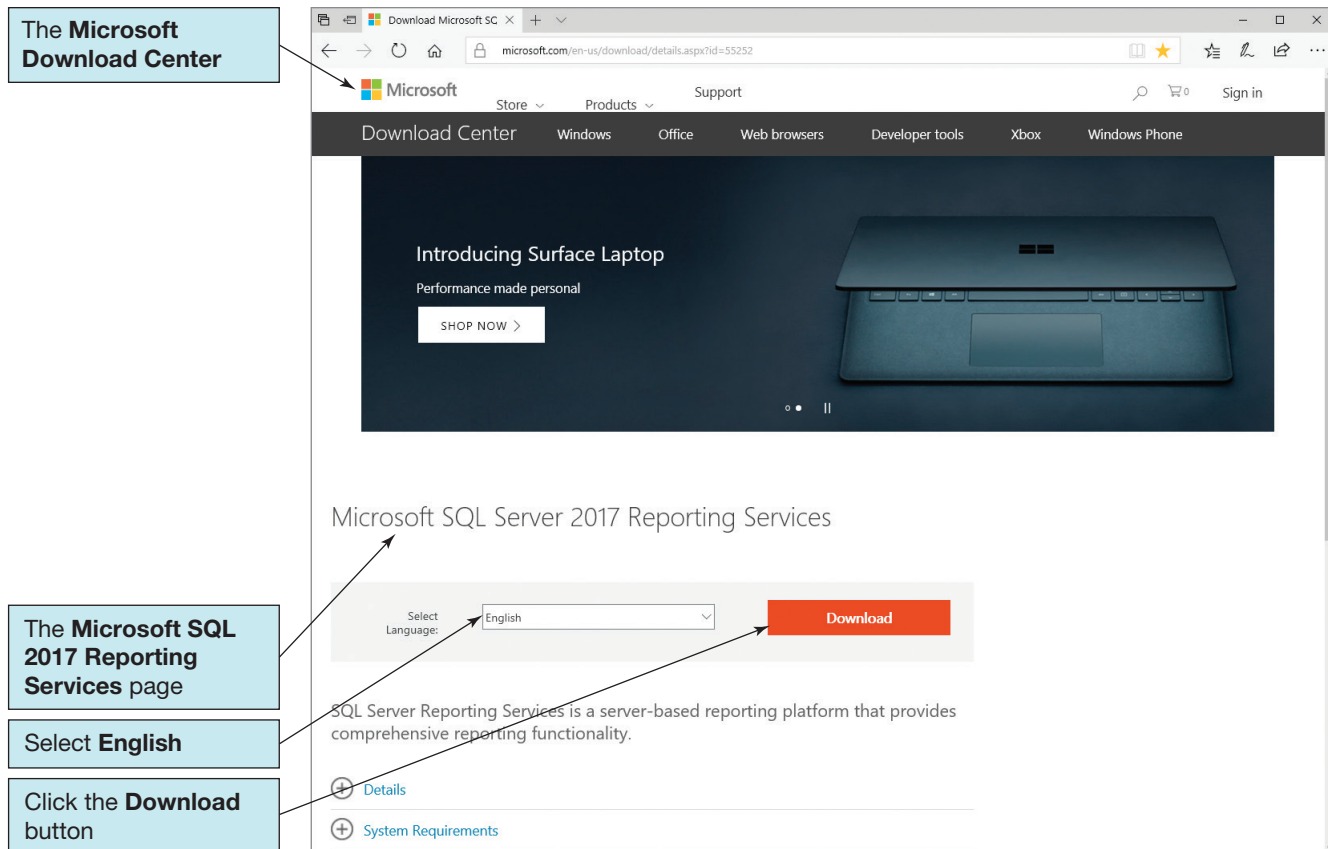 The Microsoft
Download Center
Download Microsoft SC
microsoft.com/en-us/download/details.aspx?id=55252
Microsoft
Store
Products
Support
0
Sign in
Download Center
Windows
Office
Web browsers
Developer tools
Xbox
Windows Phone
Introducing Surface Laptop
Performance made personal
SHOP NOW
Microsoft SQL Server 2017 Reporting Services
The Microsoft SQL
2017 Reporting
Services page
Select
Language:
English
Download
Select English
SQL Server Reporting Services is a server-based reporting platform that provides
comprehensive reporting functionality.
Click the Download
button
Details
System Requirements